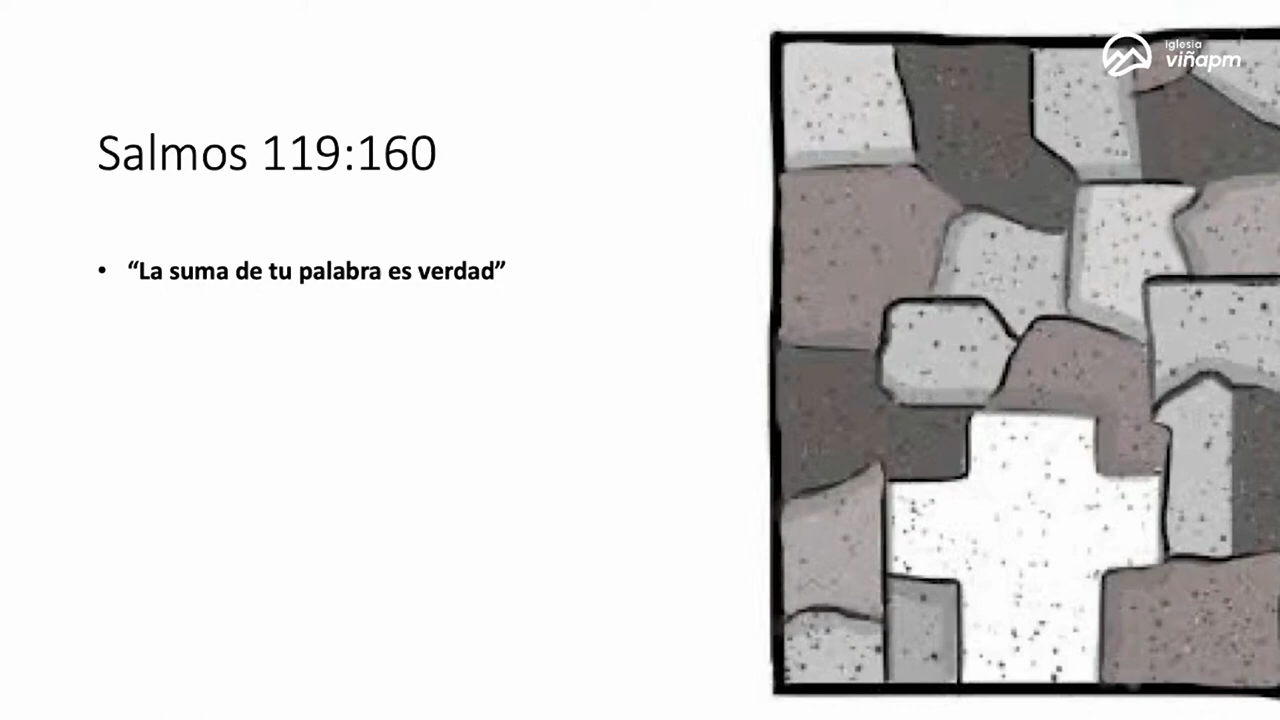 iglesia
viñapm
Salmos 119:160
• “La suma de tu palabra es verdad”